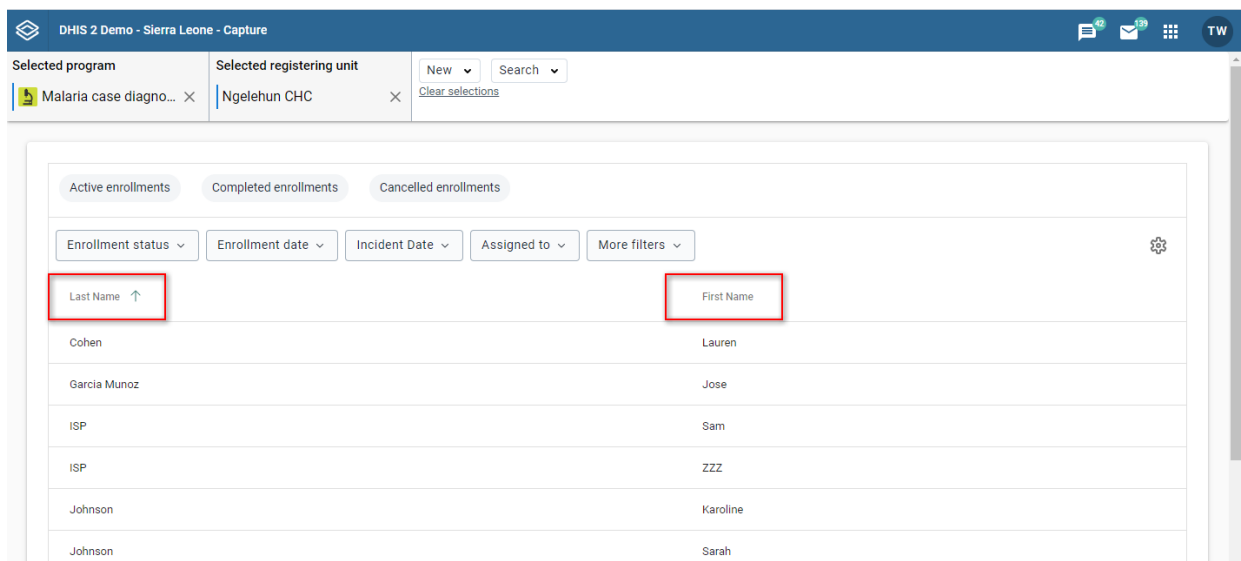 DHIS 2 Demo - Sierra Leone - Capture
42
139
TW
Selected program
Malaria case diagno...
Selected registering unit
Ngelehun CHC
New
Search
Clear selections
Active enrollments
Completed enrollments
Cancelled enrollments
Enrollment status
Enrollment date
Incident Date
Assigned to
More filters
Last Name
First Name
Cohen
Lauren
Garcia Munoz
Jose
ISP
Sam
ISP
ZZZ
Johnson
Karoline
Johnson
Sarah